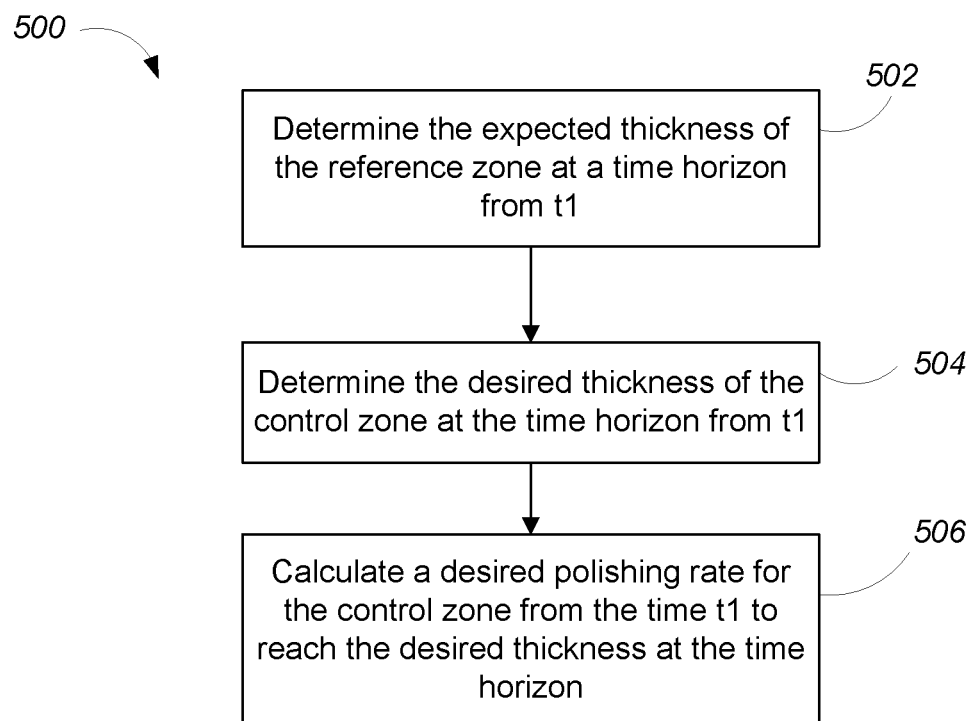 500
502
Determine the expected thickness of
the reference zone at a time horizon
from t1
504
Determine the desired thickness of the
control zone at the time horizon from t1
506
Calculate a desired polishing rate for
the control zone from the time t1 to
reach the desired thickness at the time
horizon